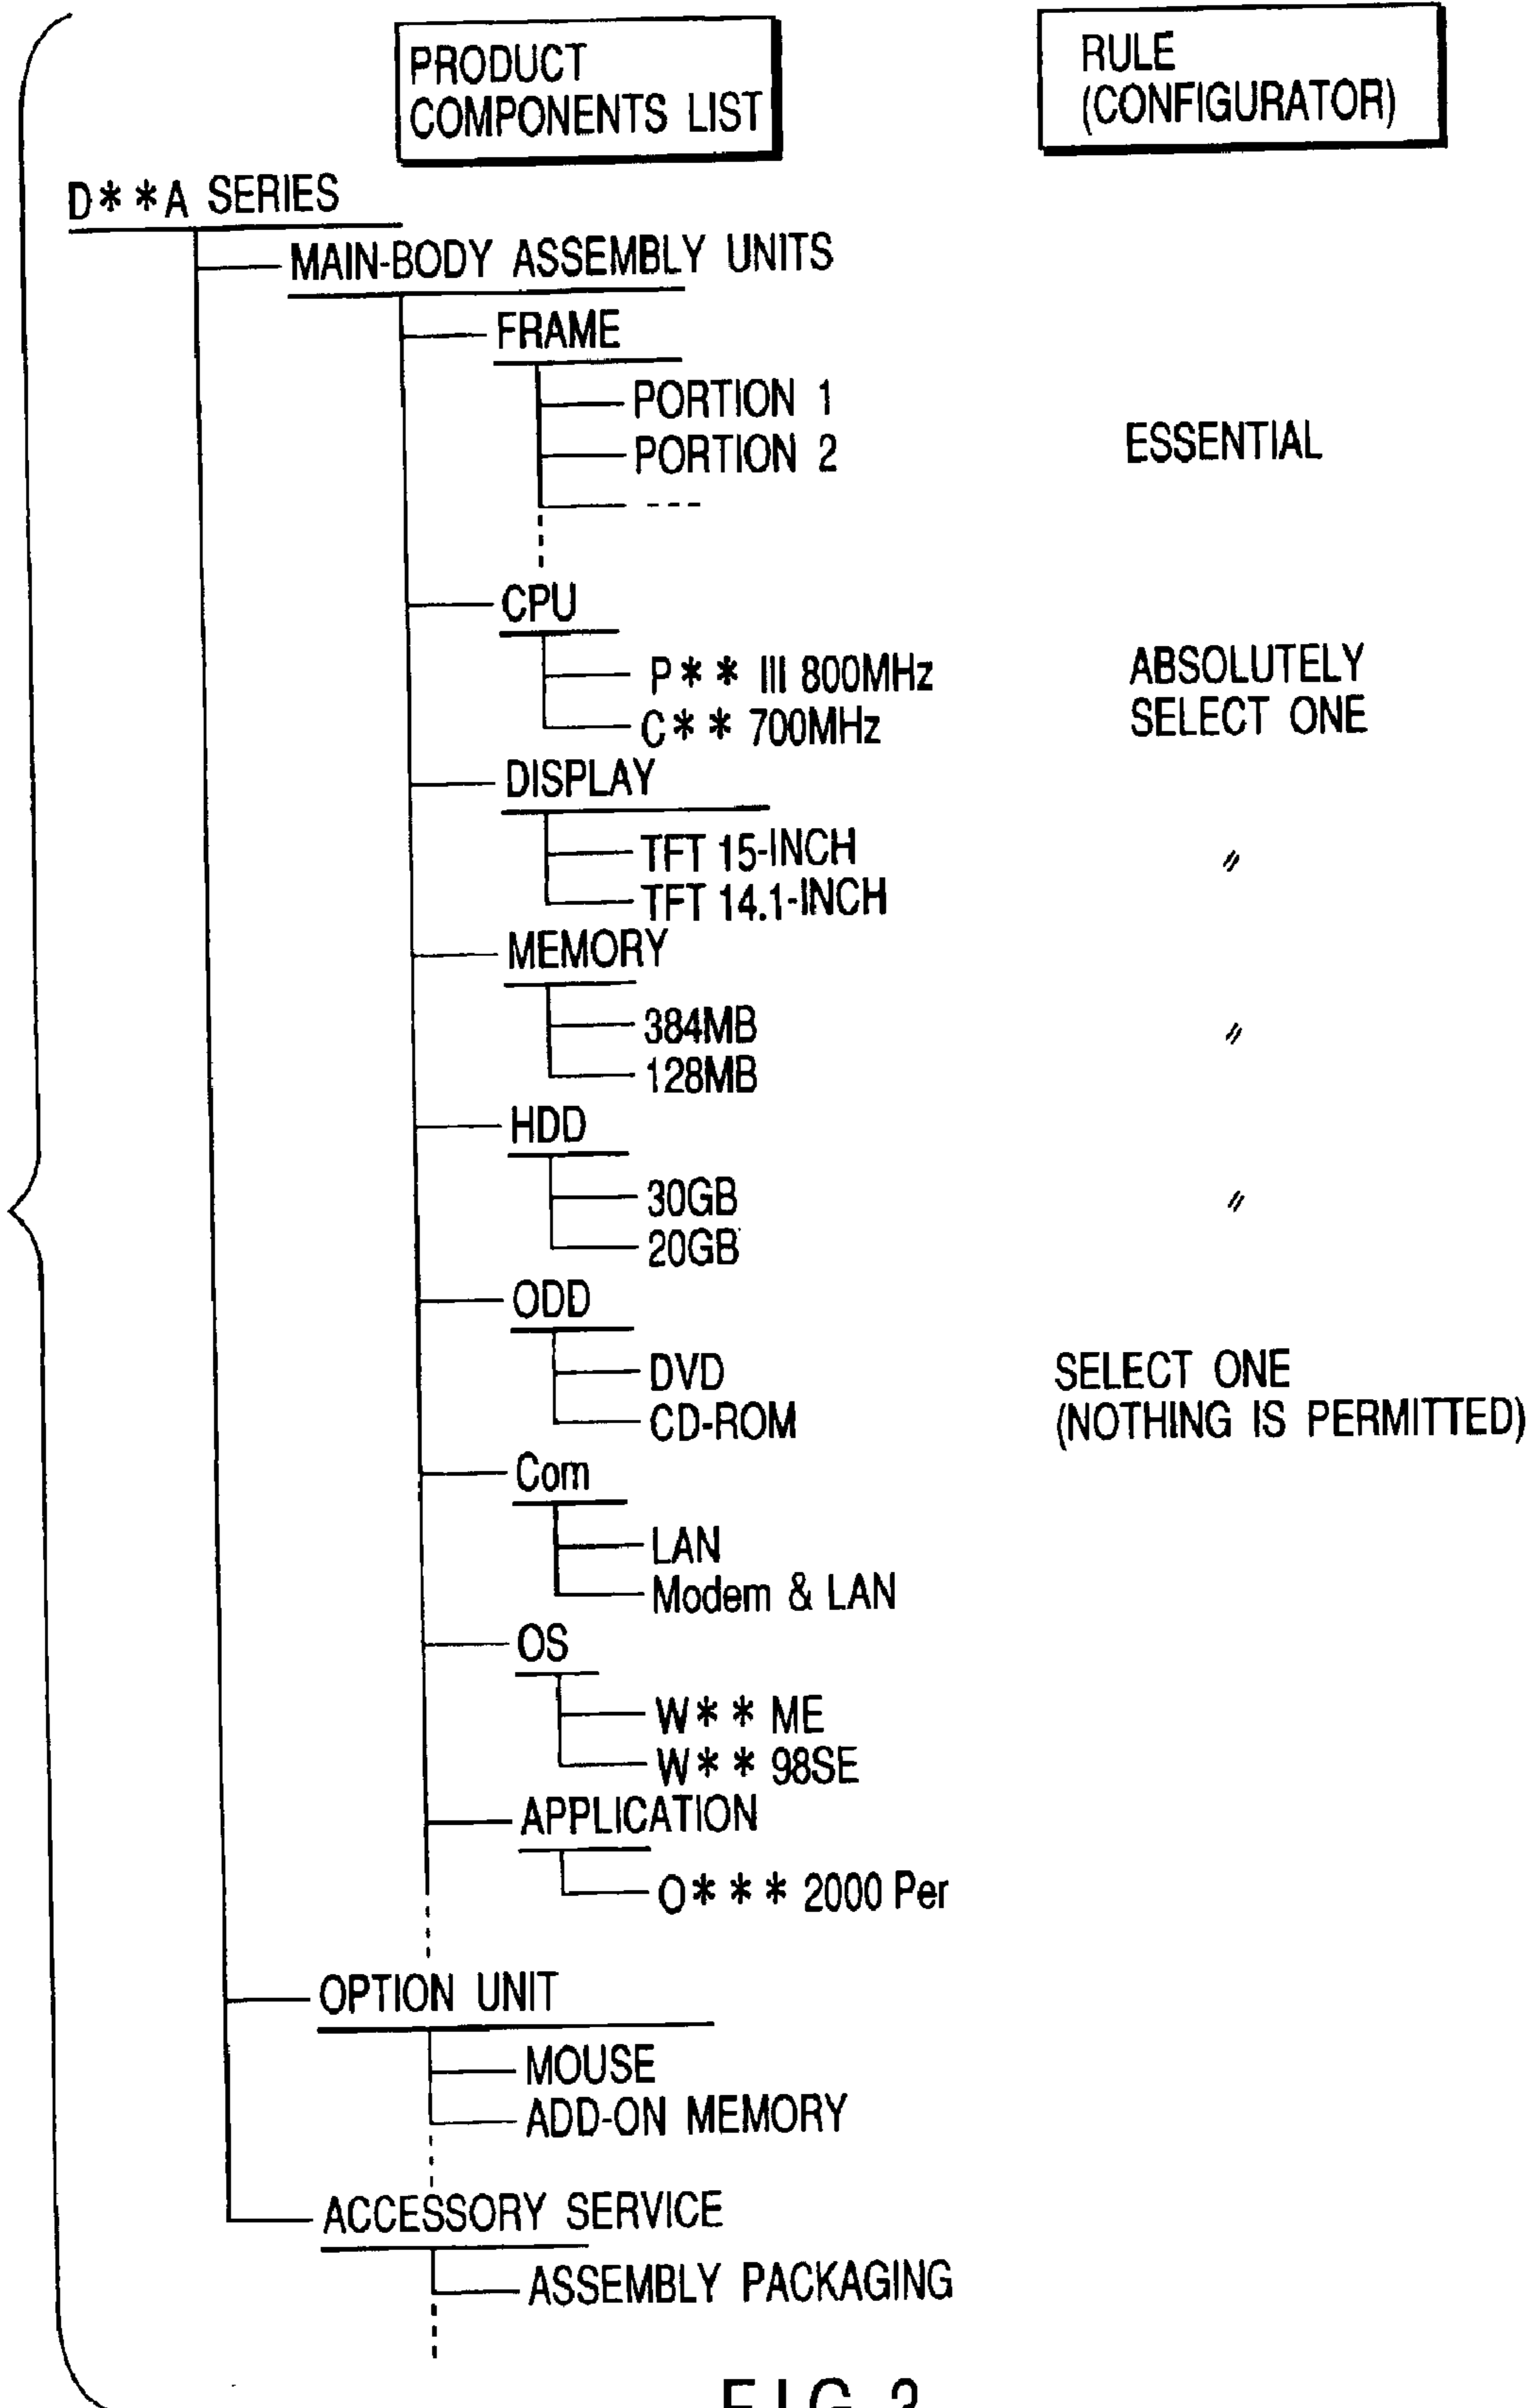 PRODUCT
COMPONENTS LIST
RULE
(CONFIGURATOR)
D**A SERIES
MAIN-BODY ASSEMBLY UNITS
FRAME
PORTION 1
PORTION 2
ESSENTIAL
CPU
P** III 800MHz
C** 700MHz
ABSOLUTELY
SELECT ONE
DISPLAY
TFT 15-INCH
TFT 14.1-INCH
〃
MEMORY
384MB
128MB
〃
HDD
30GB
20GB
〃
ODD
DVD
CD-ROM
SELECT ONE
(NOTHING IS PERMITTED)
Com
LAN
Modem & LAN
OS
W** ME
W** 98SE
APPLICATION
O*** 2000 Per
OPTION UNIT
MOUSE
ADD-ON MEMORY
ACCESSORY SERVICE
ASSEMBLY PACKAGING